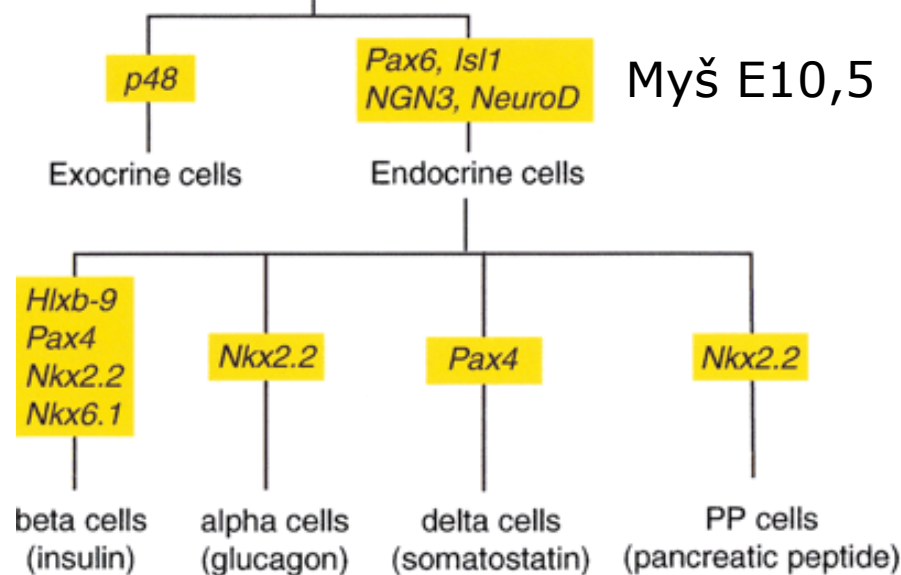 p48
Pax6, Isl1
NGN3, NeuroD
Myš E10,5
Exocrine cells
Endocrine cells
Hlxb-9
Pax4
Nkx2.2
Nkx6.1
Nkx2.2
Pax4
Nkx2.2
beta cells
(insulin)
alpha cells
(glucagon)
delta cells
(somatostatin)
PP cells
(pancreatic peptide)